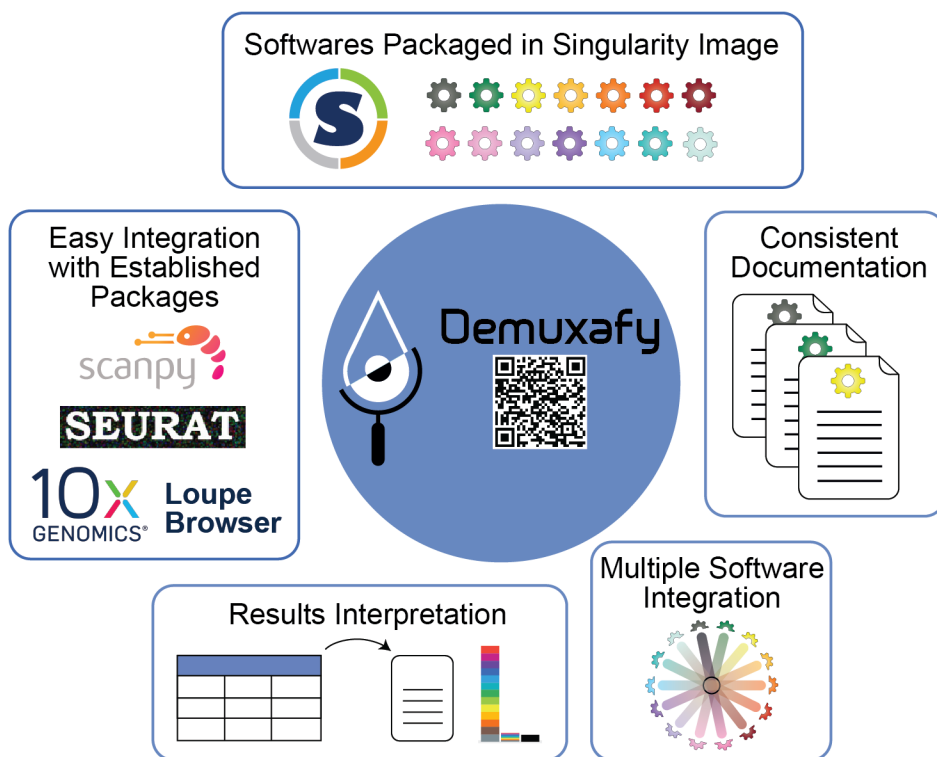 Softwares Packaged in Singularity Image
S
Easy Integration
with Established
Packages
scanpy
SEURAT
10x
GENOMICS®
Loupe
Browser
Demuxafy
Consistent
Documentation
Results Interpretation
Multiple Software
Integration